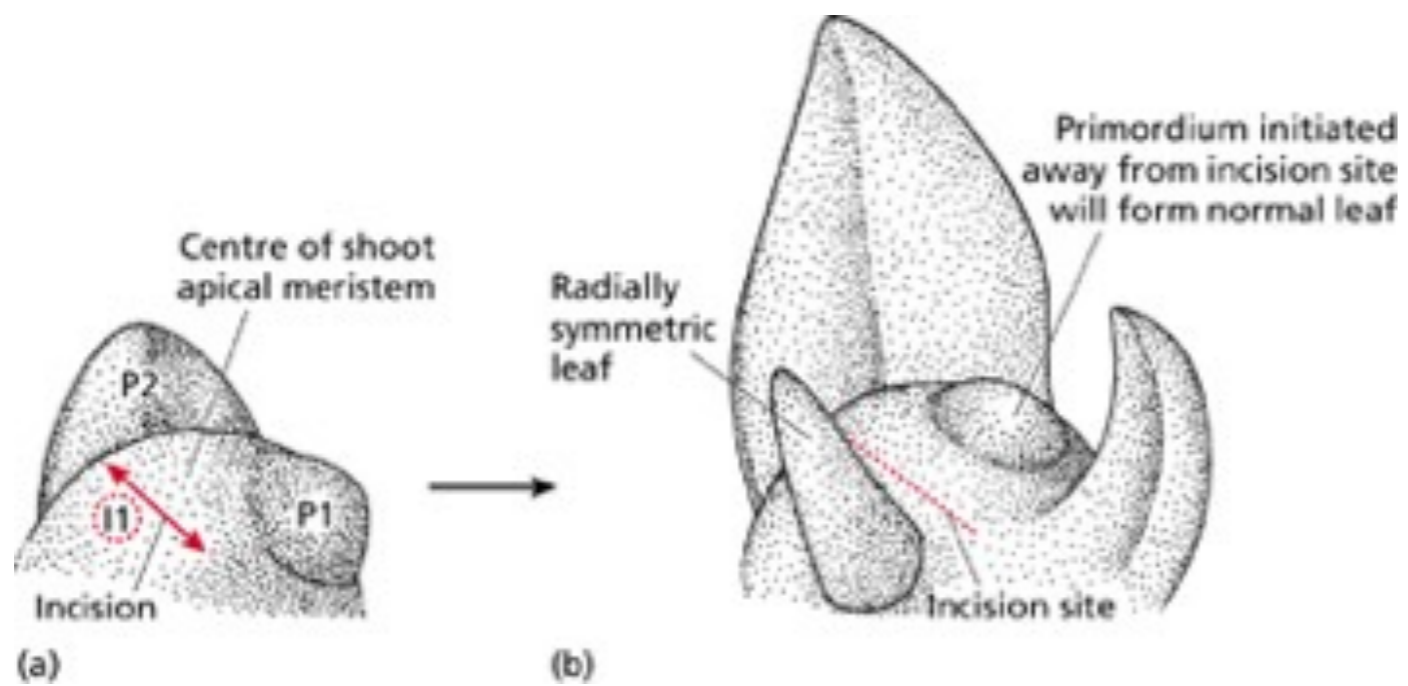 Centre of shoot
apical meristem
P2
I1
P1
Incision
(a)
Primordium initiated
away from incision site
will form normal leaf
Radially
symmetric
leaf
Incision site
(b)